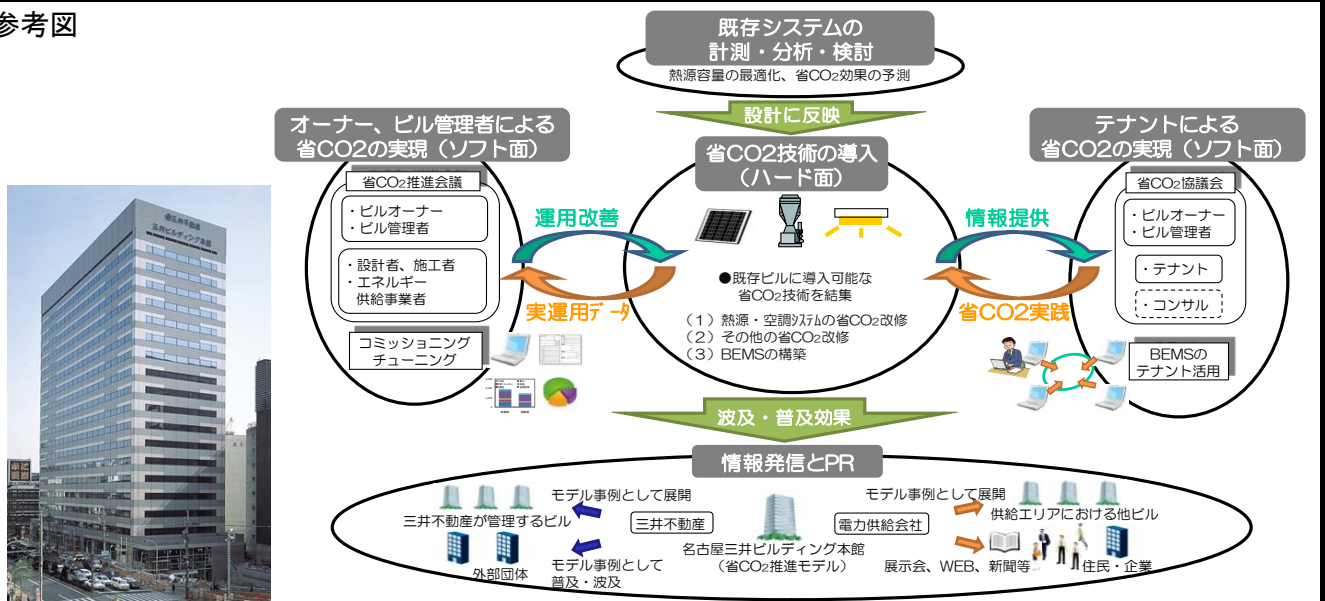 参考図
既存システムの
計測・分析・検討
熱源容量の最適化、省CO2効果の予測
設計に反映
オーナー、ビル管理者による
省CO2の実現（ソフト面）
省CO2推進会議
・ビルオーナー
・ビル管理者
・設計者、施工者
・エネルギー
供給事業者
コミッショニング
チューニング
運用改善
実運用データ
省CO2技術の導入
（ハード面）
●既存ビルに導入可能な
省CO2技術を結集
（1）熱源・空調システムの省CO2改修
（2）その他の省CO2改修
（3）BEMSの構築
情報提供
省CO2実践
テナントによる
省CO2の実現（ソフト面）
省CO2協議会
・ビルオーナー
・ビル管理者
・テナント
・コンサル
BEMSの
テナント活用
波及・普及効果
情報発信とPR
モデル事例として展開
三井不動産が管理するビル
三井不動産
外部団体
モデル事例として
普及・波及
名古屋三井ビルディング本館
（省CO2推進モデル）
モデル事例として展開
電力供給会社
供給エリアにおける他ビル
展示会、WEB、新聞等
住民・企業
三井不動産
三井ビルディング本館